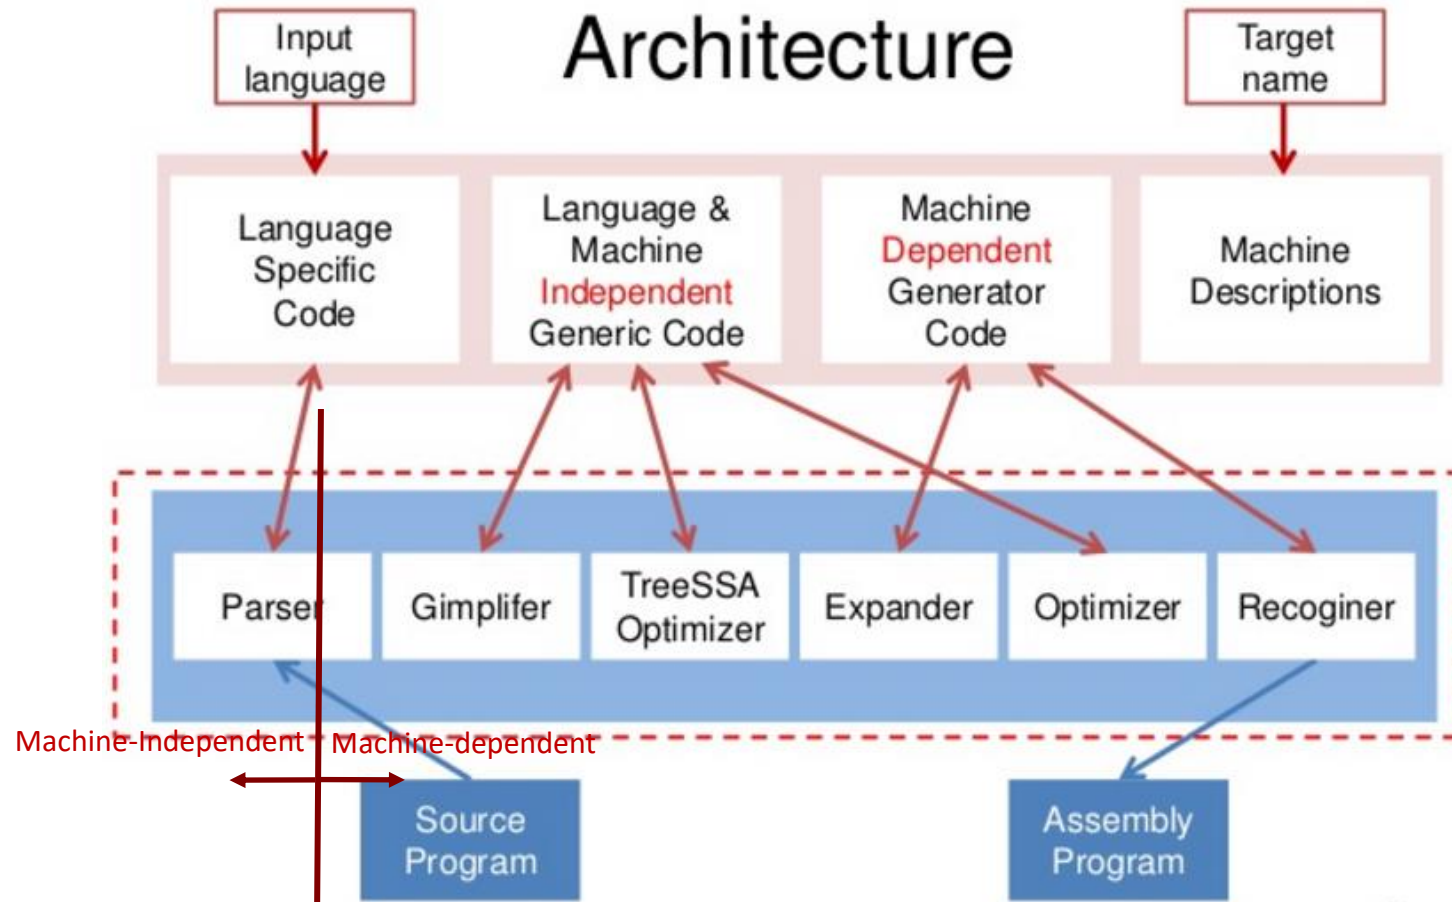 Architecture
Input
language
Target
name
Language
Specific
Code
Language &
Machine
Independent
Generic Code
Machine
Dependent
Generator
Code
Machine
Descriptions
Parser
Gimplifer
TreeSSA
Optimizer
Expander
Optimizer
Recoginer
Machine-Independent
Machine-dependent
Source
Program
Assembly
Program